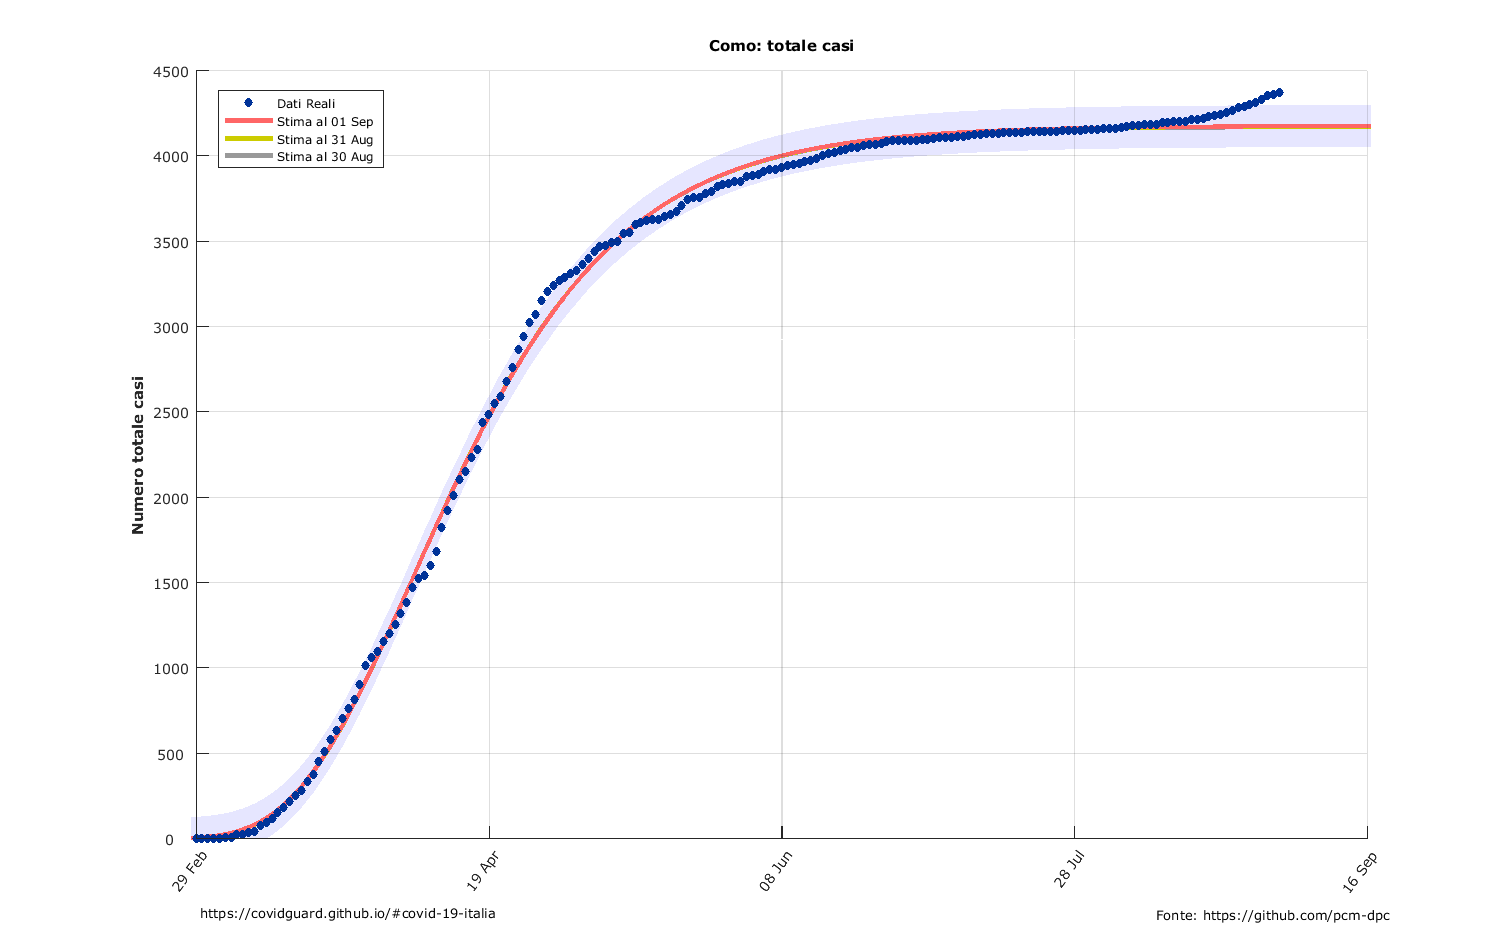 Como: totale casi
4500
4000
3500
3000
2500
2000
1500
1000
500
0
Numero totale casi
Dati Reali
Stima al 01 Sep
Stima al 31 Aug
Stima al 30 Aug
29 Feb
19 Apr
08 Jun
28 Jul
16 Sep
https://covidguard.github.io/#covid-19-italia
Fonte: https://github.com/pcm-dpc